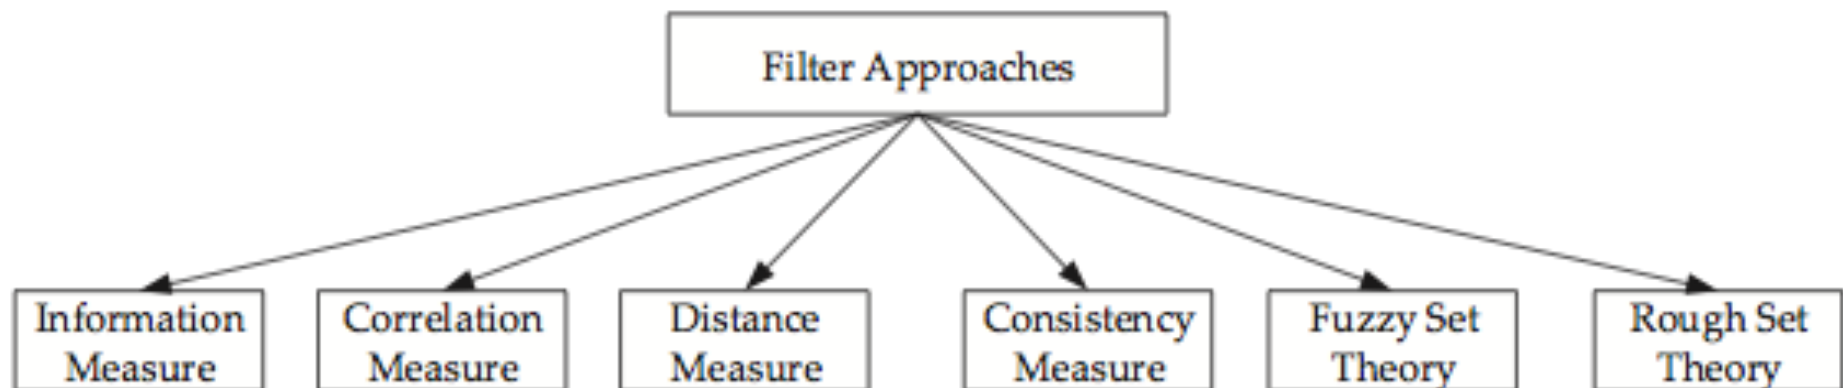 Filter Approaches
Information
Measure
Correlation
Measure
Distance
Measure
Consistency
Measure
Fuzzy Set
Theory
Rough Set
Theory